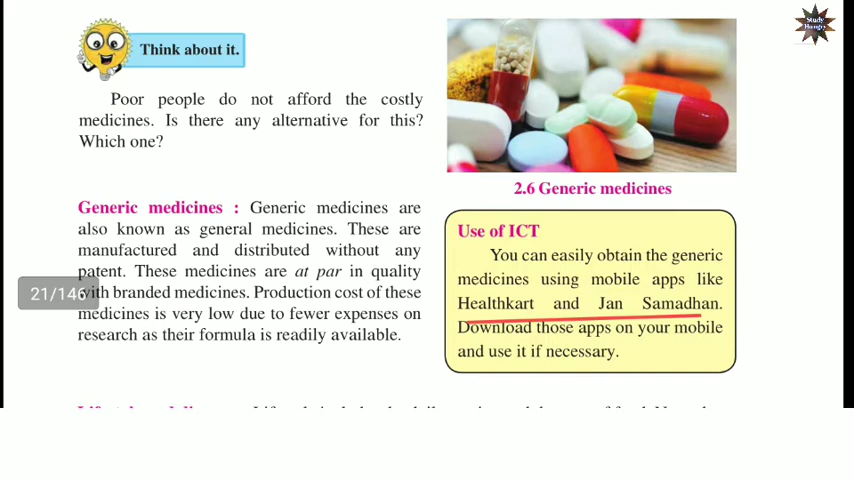 Study
Hungry
Think about it.
Poor people do not afford the costly
medicines. Is there any alternative for this?
Which one?
2.6 Generic medicines
Generic medicines : Generic medicines are
also known as general medicines. These are
manufactured and distributed without any
patent. These medicines are at par in quality
with branded medicines. Production cost of these
medicines is very low due to fewer expenses on
research as their formula is readily available.
21/146
Use of ICT
You can easily obtain the generic
medicines using mobile apps like
Healthkart and Jan Samadhan.
Download those apps on your mobile
and use it if necessary.